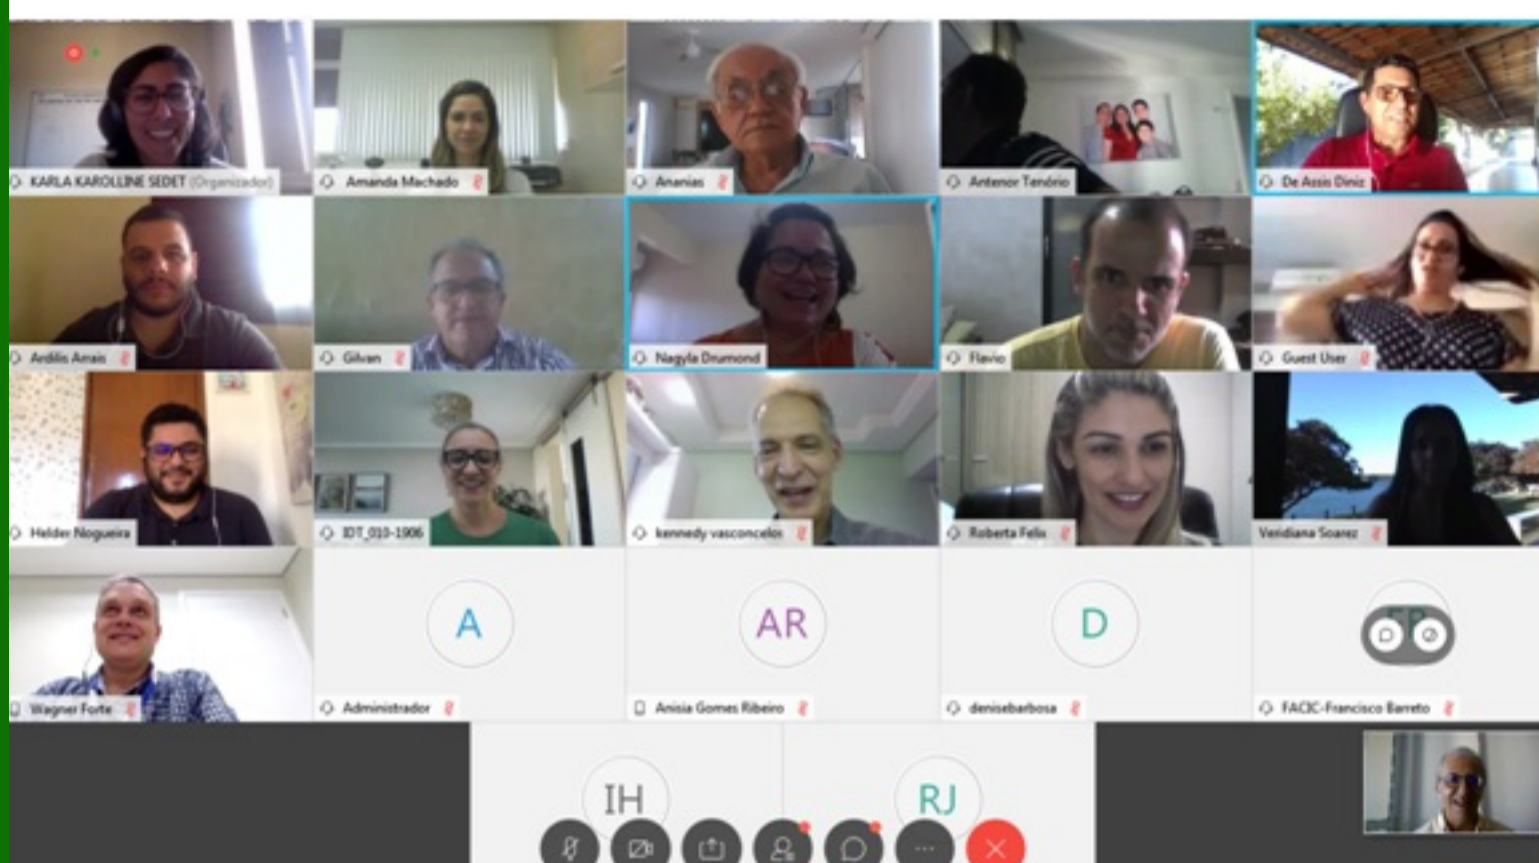 KARLA KAROLLINE SEDET (Organizador)
Amanda Machado
Ananias
Antenor Tenório
De Assis Diniz
Ardilis Arrais
Gilvan
Nagyla Drumond
Flavio
Guest User
Helder Nogueira
IDT_010-1906
kennedy vasconcelos
Roberta Felix
Veridiana Soarez
Wagner Forte
A
Administrador
AR
Anisia Gomes Ribeiro
D
denisebarbosa
FACIC-Francisco Barreto
IH
RJ